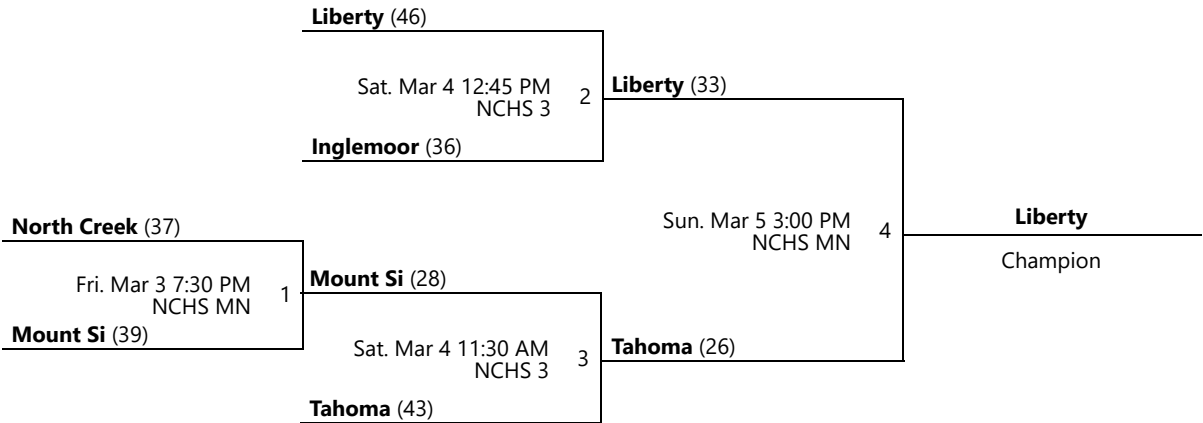 Liberty (46)
Sat. Mar 4 12:45 PM
NCHS 3
2
Liberty (33)
Inglemoor (36)
North Creek (37)
Sun. Mar 5 3:00 PM
NCHS MN
4
Liberty
Champion
Fri. Mar 3 7:30 PM
NCHS MN
1
Mount Si (28)
Mount Si (39)
Sat. Mar 4 11:30 AM
NCHS 3
3
Tahoma (26)
Tahoma (43)